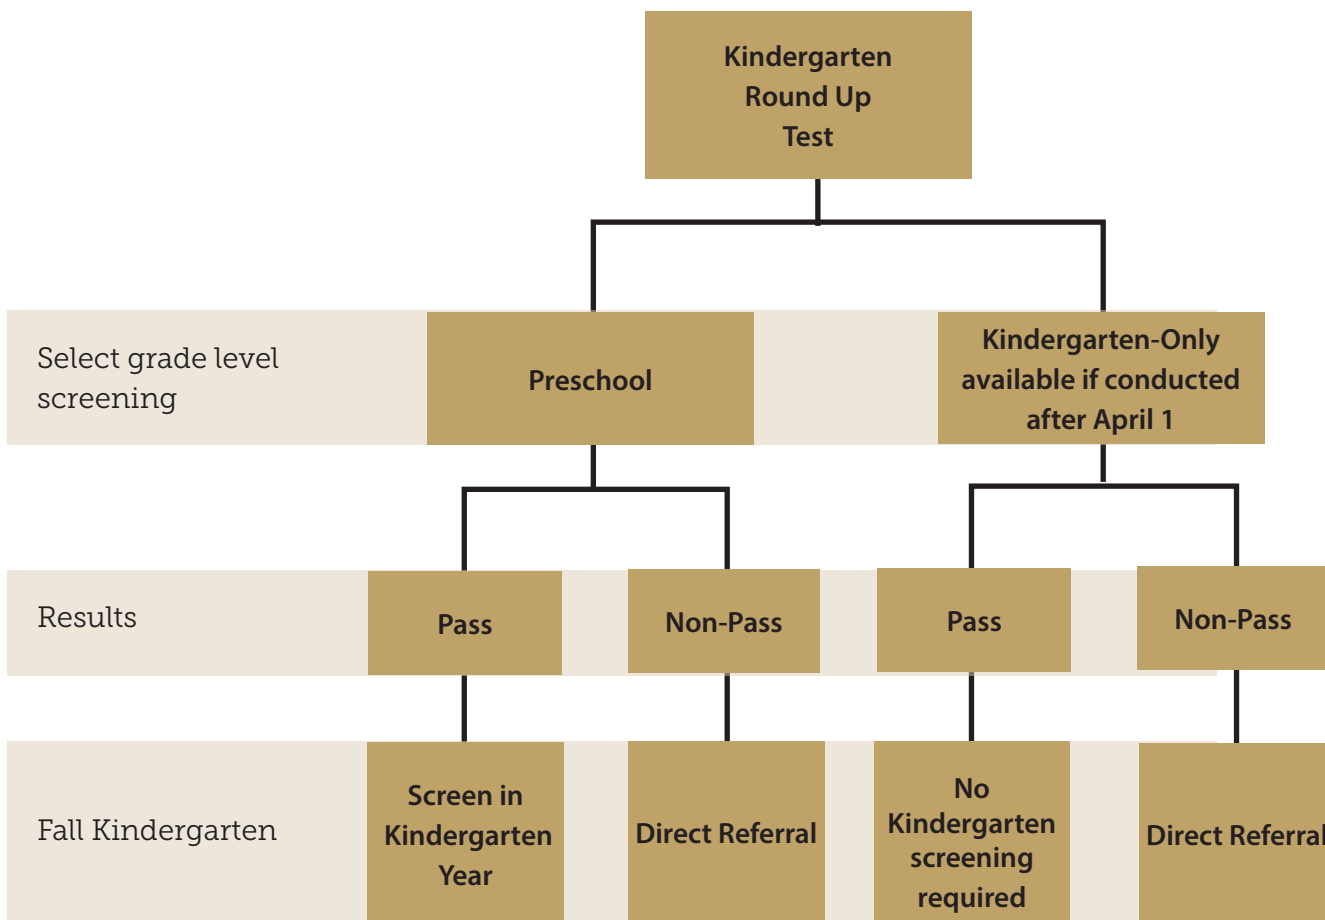 Kindergarten
Round Up
Test
Select grade level
screening
Preschool
Kindergarten-Only
available if conducted
after April 1
Results
Pass
Non-Pass
Pass
Non-Pass
Fall Kindergarten
Screen in
Kindergarten
Year
Direct Referral
No
Kindergarten
screening
required
Direct Referral